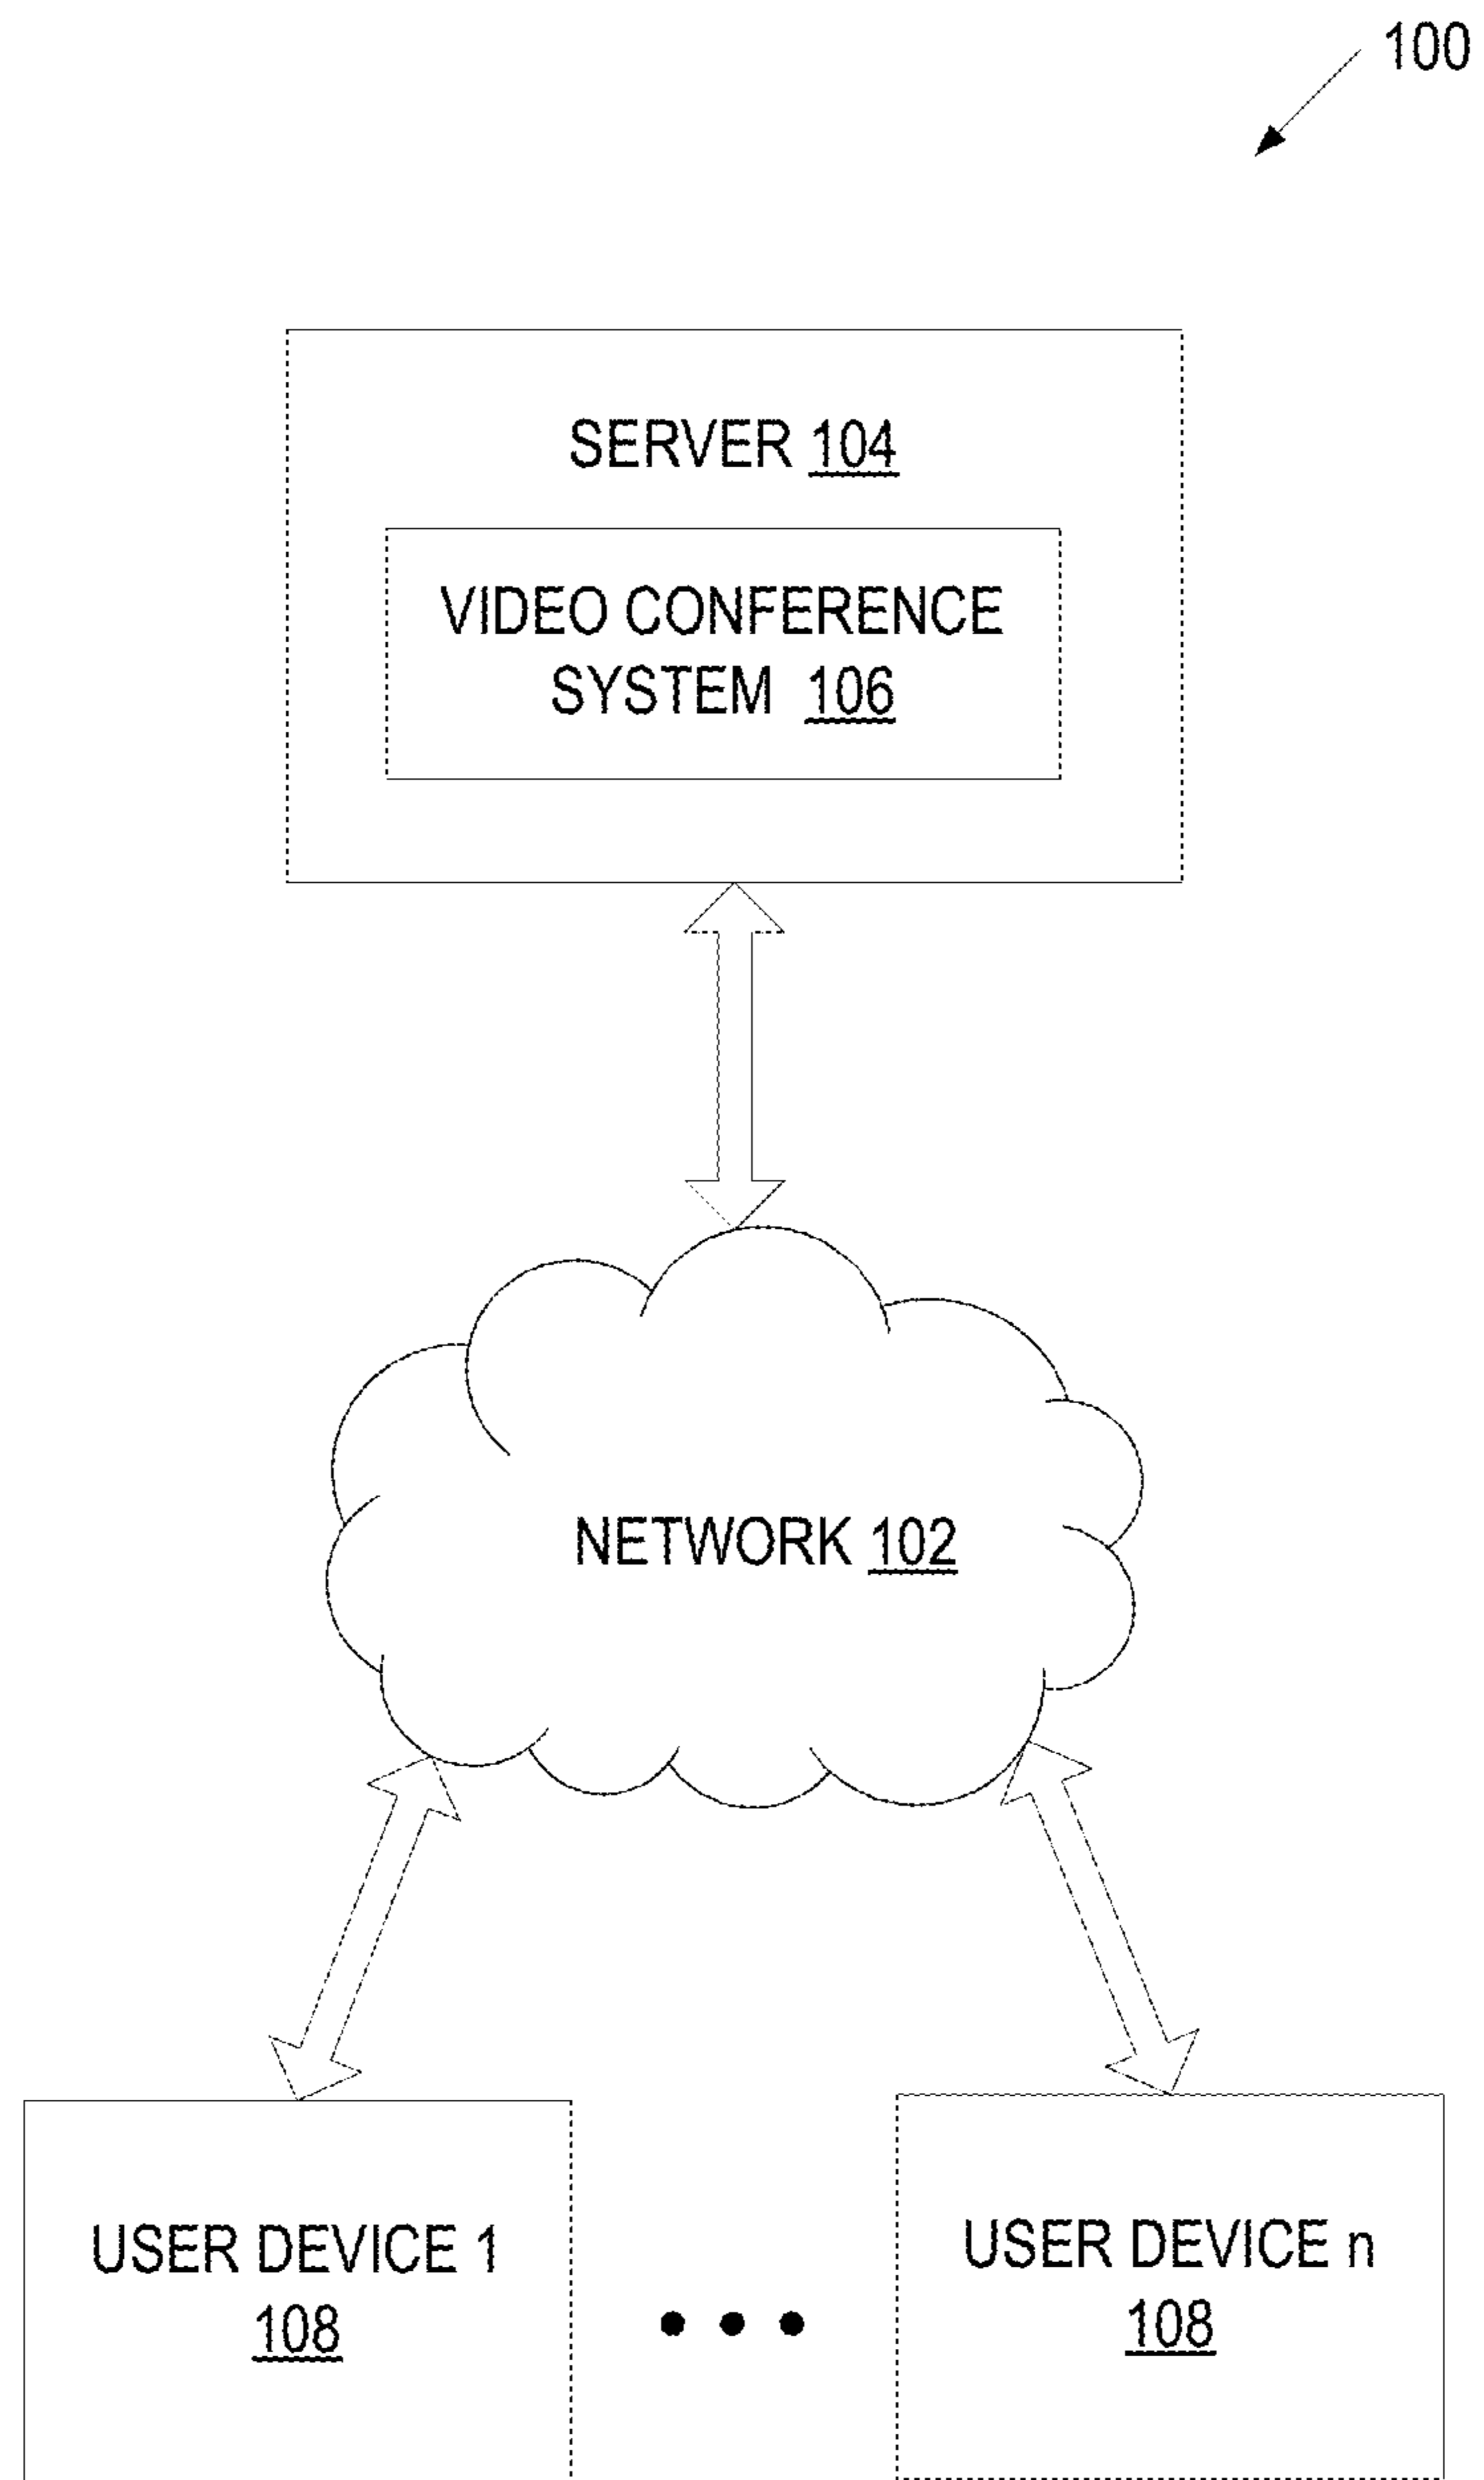 100
SERVER 104
VIDEO CONFERENCE
SYSTEM 106
NETWORK 102
USER DEVICE 1
108
USER DEVICE n
108